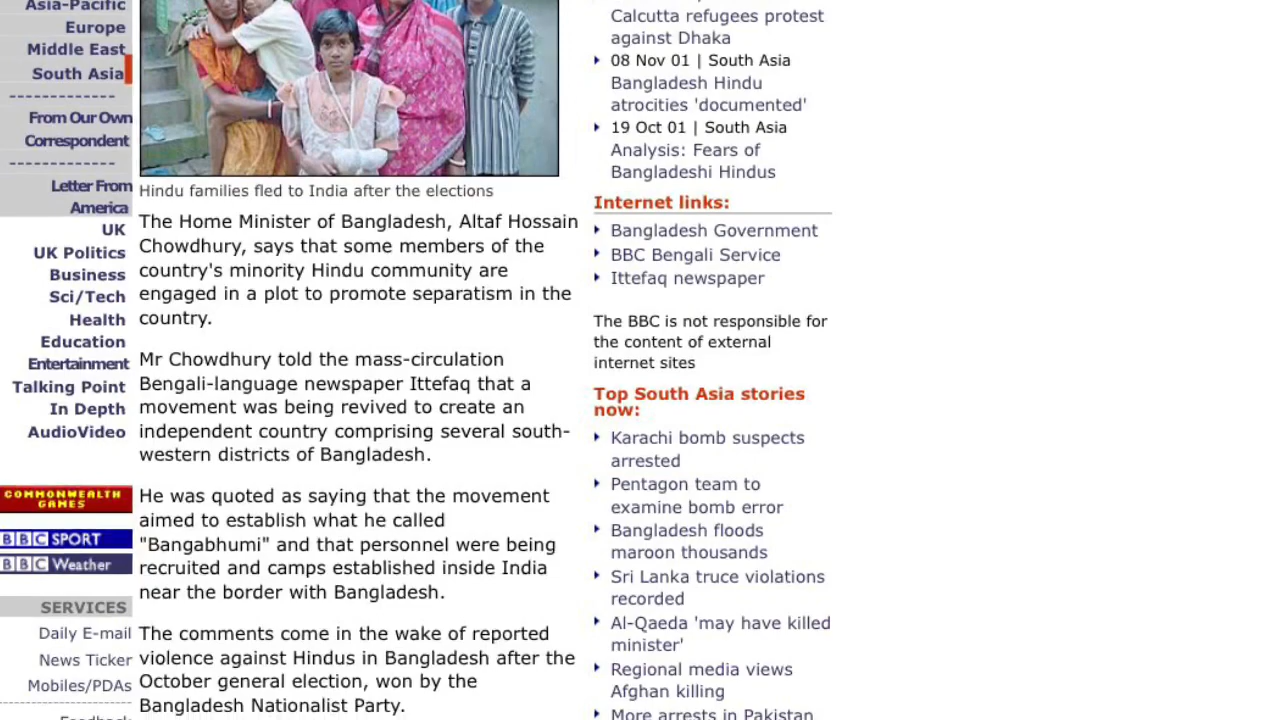 Asia-Pacific
Europe
Middle East
South Asia
-------------
From Our Own
Correspondent
-------------
Letter From
America
UK
UK Politics
Business
Sci/Tech
Health
Education
Entertainment
Talking Point
In Depth
AudioVideo
COMMONWEALTH
GAMES
BBC SPORT
BBC Weather
SERVICES
Daily E-mail
News Ticker
Mobiles/PDAs
Feedback
Hindu families fled to India after the elections
The Home Minister of Bangladesh, Altaf Hossain
Chowdhury, says that some members of the
country's minority Hindu community are
engaged in a plot to promote separatism in the
country.
Mr Chowdhury told the mass-circulation
Bengali-language newspaper Ittefaq that a
movement was being revived to create an
independent country comprising several south-
western districts of Bangladesh.
He was quoted as saying that the movement
aimed to establish what he called
"Bangabhumi" and that personnel were being
recruited and camps established inside India
near the border with Bangladesh.
The comments come in the wake of reported
violence against Hindus in Bangladesh after the
October general election, won by the
Bangladesh Nationalist Party.
Calcutta refugees protest
against Dhaka
08 Nov 01 | South Asia
Bangladesh Hindu
atrocities 'documented'
19 Oct 01 | South Asia
Analysis: Fears of
Bangladeshi Hindus
Internet links:
Bangladesh Government
BBC Bengali Service
Ittefaq newspaper
The BBC is not responsible for
the content of external
internet sites
Top South Asia stories
now:
Karachi bomb suspects
arrested
Pentagon team to
examine bomb error
Bangladesh floods
maroon thousands
Sri Lanka truce violations
recorded
Al-Qaeda 'may have killed
minister'
Regional media views
Afghan killing
More arrests in Pakistan